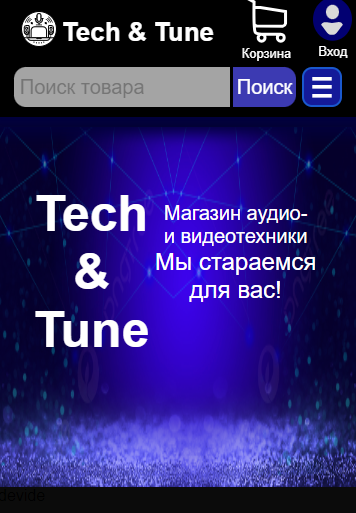 Tech & Tune
Корзина
Вход
Поиск товара
Поиск
Tech
&
Tune
Магазин аудио-
и видеотехники
Мы стараемся
для вас!
devide